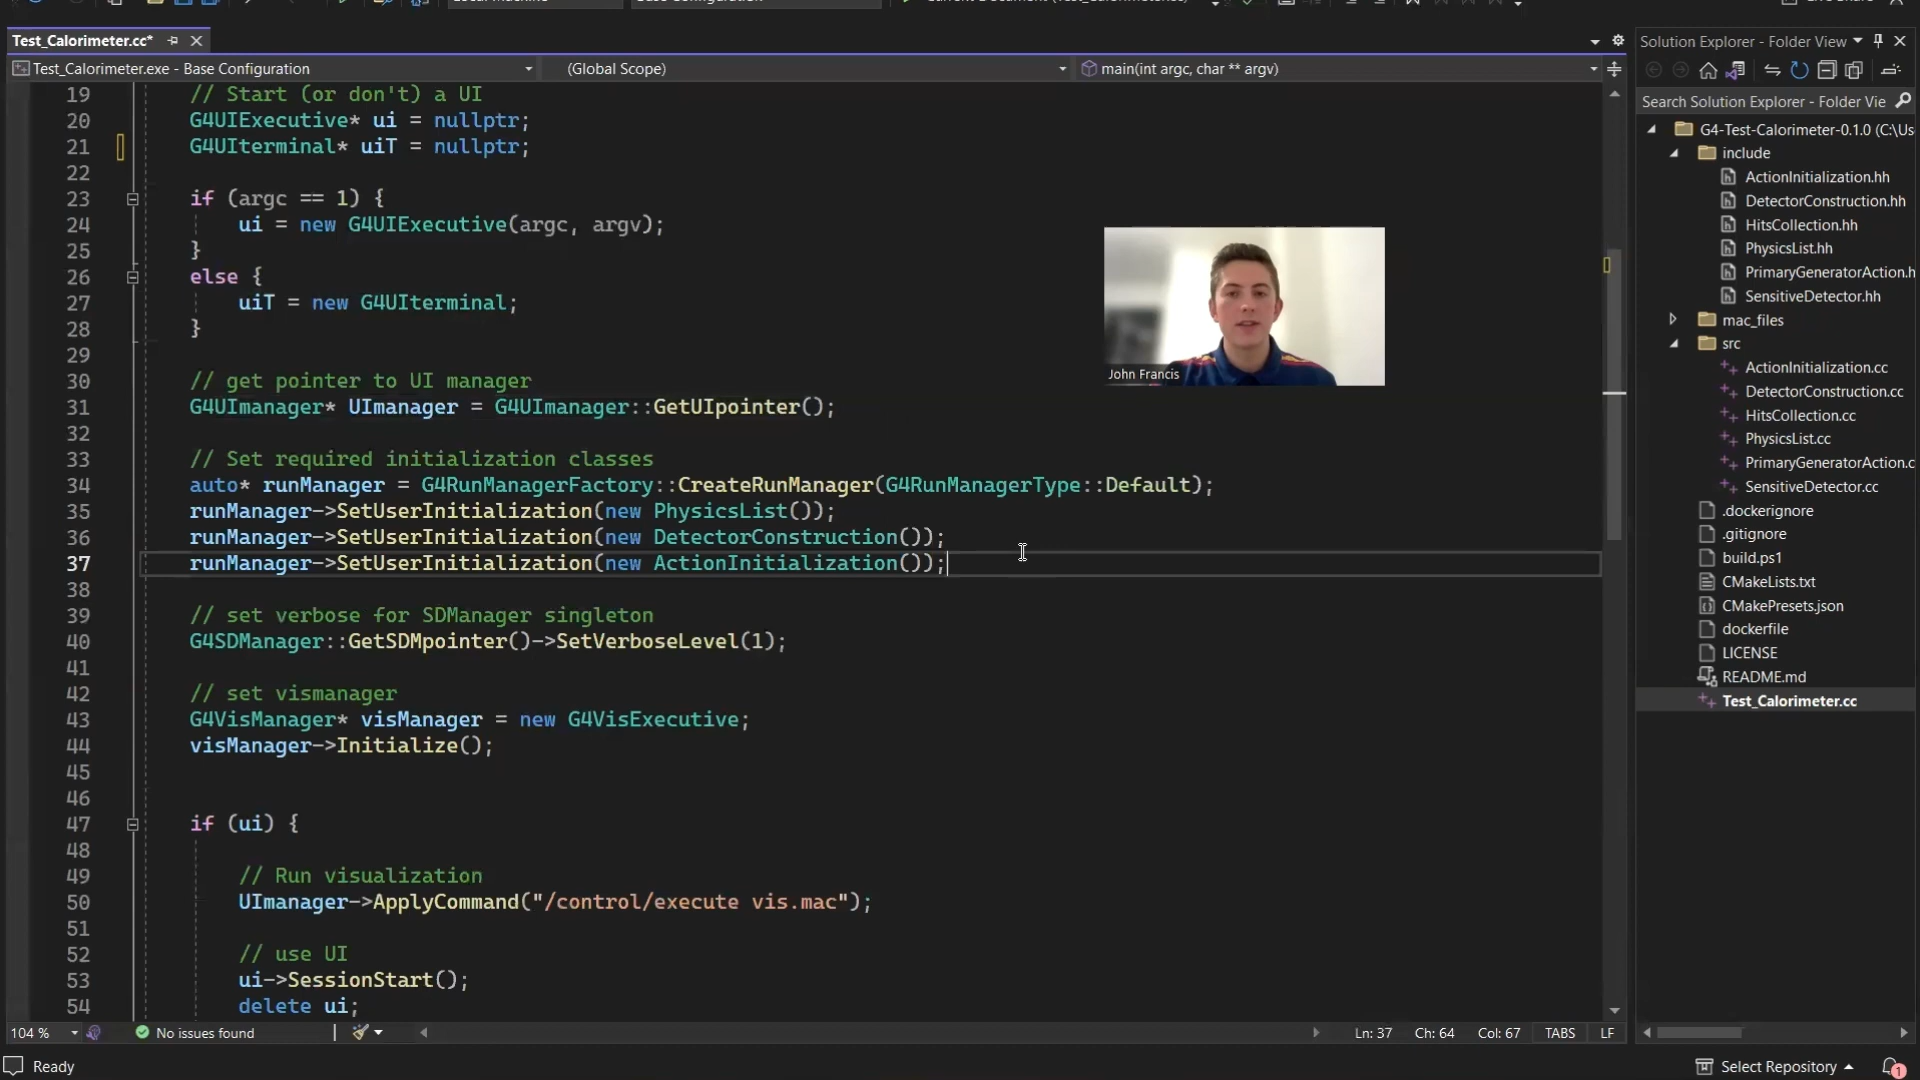 Test_Calorimeter.cc*
Test_Calorimeter.exe - Base Configuration
(Global Scope)
main(int argc, char ** argv)
19 // Start (or don't) a UI
20 G4UIExecutive* ui = nullptr;
21 G4UIterminal* uiT = nullptr;
22
23 if (argc == 1) {
24 ui = new G4UIExecutive(argc, argv);
25 }
26 else {
27 uiT = new G4UIterminal;
28 }
29
30 // get pointer to UI manager
31 G4UImanager* UImanager = G4UImanager::GetUIpointer();
32
33 // Set required initialization classes
34 auto* runManager = G4RunManagerFactory::CreateRunManager(G4RunManagerType::Default);
35 runManager->SetUserInitialization(new PhysicsList());
36 runManager->SetUserInitialization(new DetectorConstruction());
37 runManager->SetUserInitialization(new ActionInitialization());
38
39 // set verbose for SDManager singleton
40 G4SDManager::GetSDMpointer()->SetVerboseLevel(1);
41
42 // set vismanager
43 G4VisManager* visManager = new G4VisExecutive;
44 visManager->Initialize();
45
46
47 if (ui) {
48
49 // Run visualization
50 UImanager->ApplyCommand("/control/execute vis.mac");
51
52 // use UI
53 ui->SessionStart();
54 delete ui;
John Francis
Solution Explorer - Folder View
Search Solution Explorer - Folder Vie
G4-Test-Calorimeter-0.1.0 (C:\Us
include
ActionInitialization.hh
DetectorConstruction.hh
HitsCollection.hh
PhysicsList.hh
PrimaryGeneratorAction.h
SensitiveDetector.hh
mac_files
src
ActionInitialization.cc
DetectorConstruction.cc
HitsCollection.cc
PhysicsList.cc
PrimaryGeneratorAction.c
SensitiveDetector.cc
.dockerignore
.gitignore
build.ps1
CMakeLists.txt
CMakePresets.json
dockerfile
LICENSE
README.md
Test_Calorimeter.cc
104 %
No issues found
Ln: 37
Ch: 64
Col: 67
TABS
LF
Ready
Select Repository
1